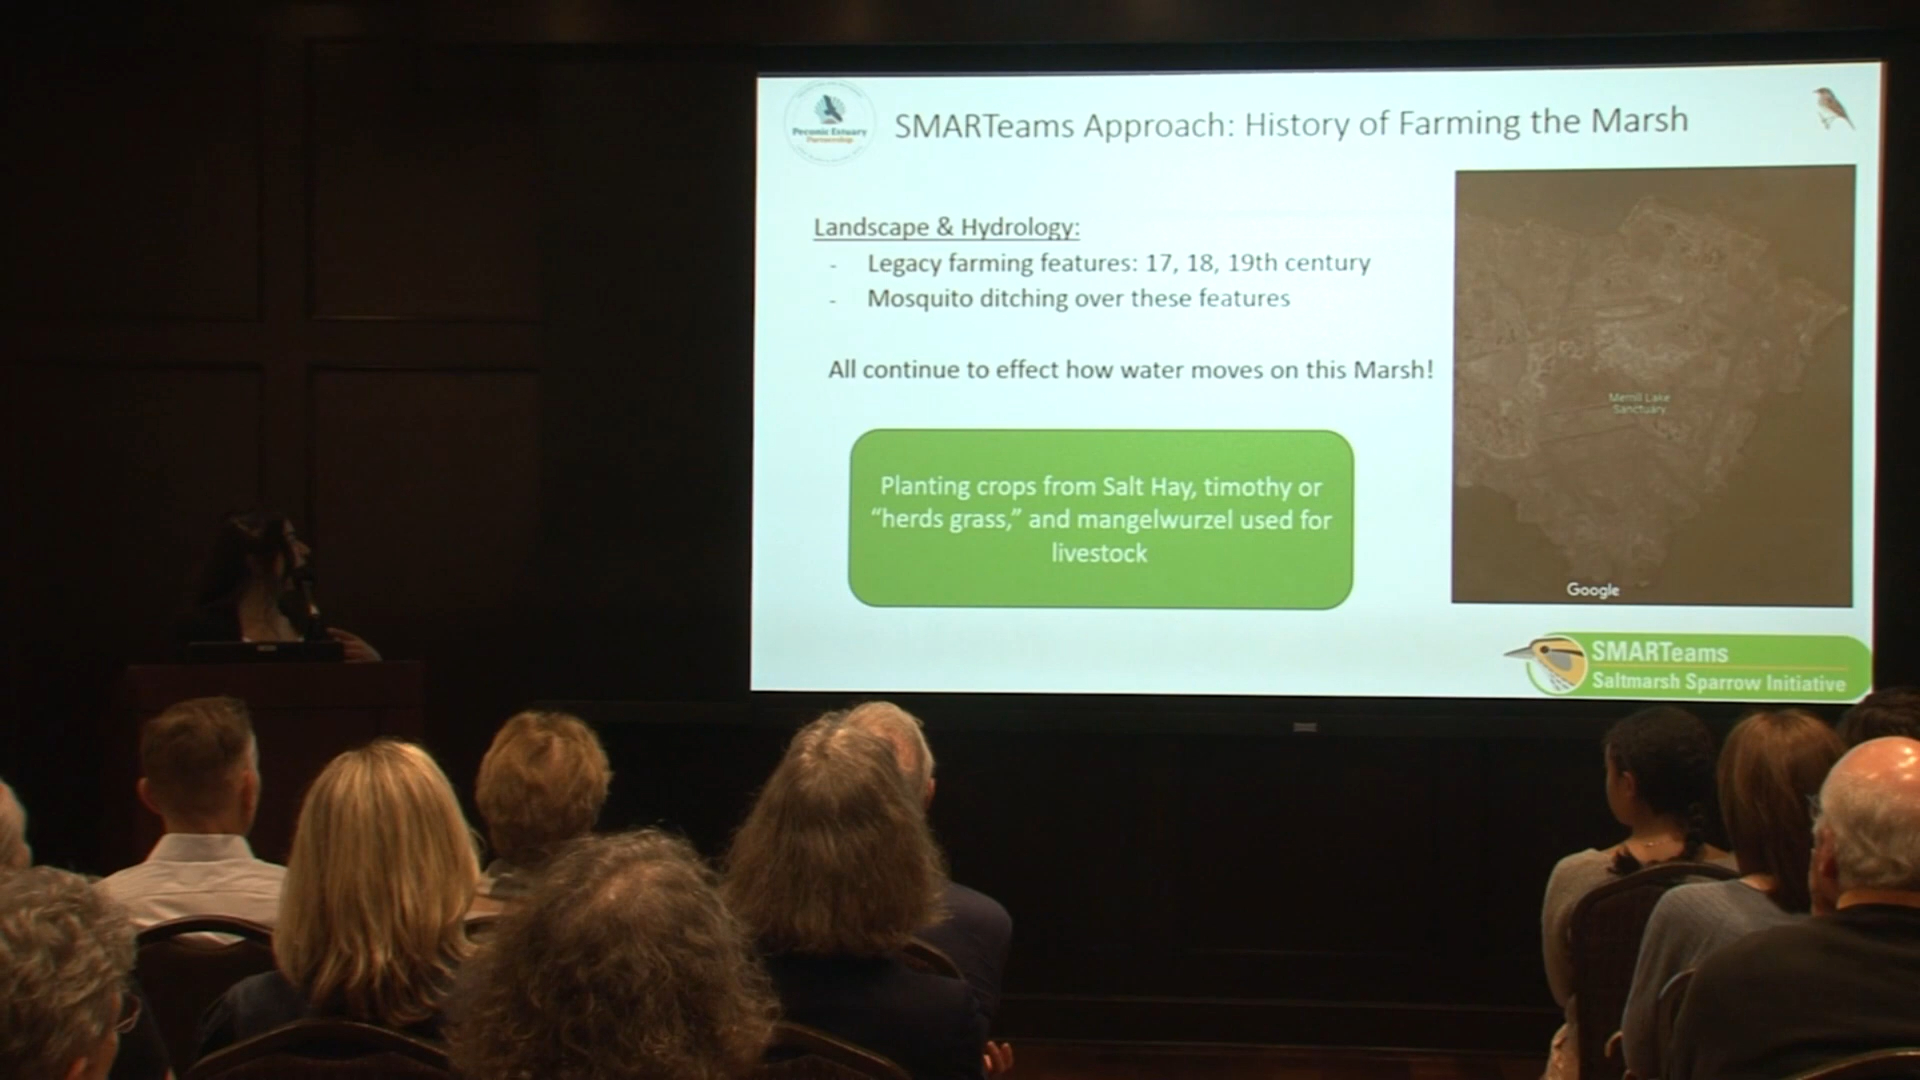 Peconic Estuary
Partnership
SMARTeams Approach: History of Farming the Marsh
Landscape & Hydrology:
- Legacy farming features: 17, 18, 19th century
- Mosquito ditching over these features
All continue to effect how water moves on this Marsh!
Planting crops from Salt Hay, timothy or
“herds grass,” and mangelwurzel used for
livestock
Merrill Lake
Sanctuary
Google
SMARTeams
Saltmarsh Sparrow Initiative